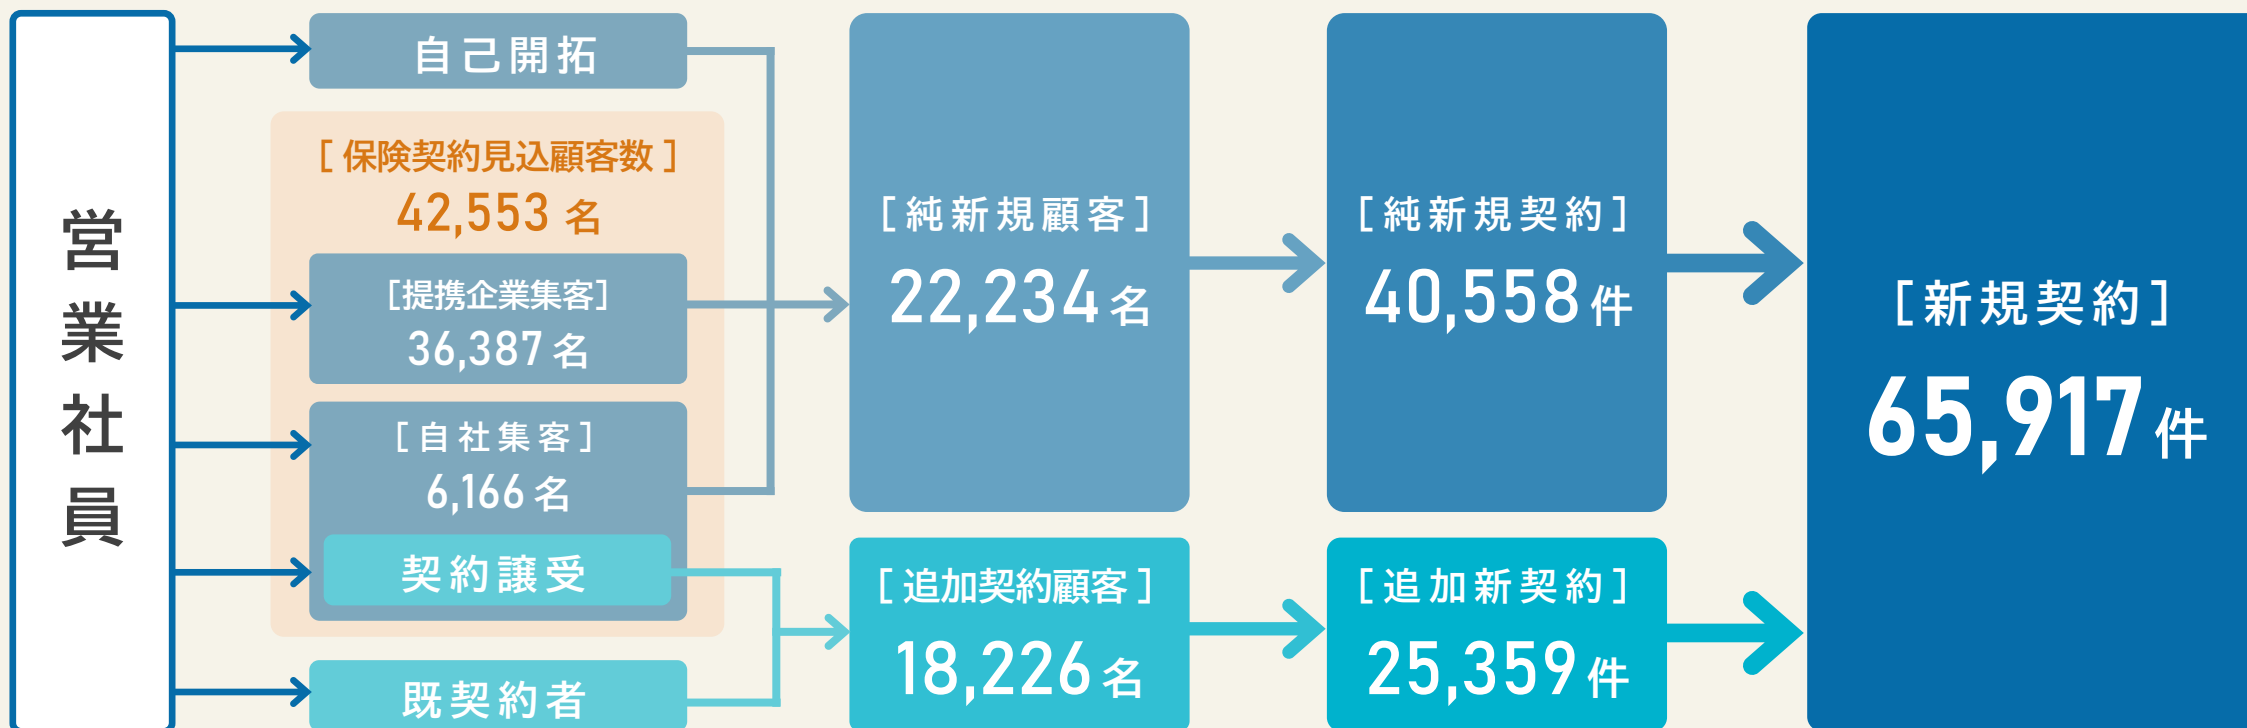 営業社員
自己開拓
[ 保険契約見込顧客数 ]
42,553 名
[提携企業集客]
36,387 名
[自社集客]
6,166 名
契約譲受
既契約者
[純新規顧客]
22,234 名
[追加契約顧客]
18,226 名
[純新規契約]
40,558 件
[追加新契約]
25,359 件
[新規契約]
65,917 件